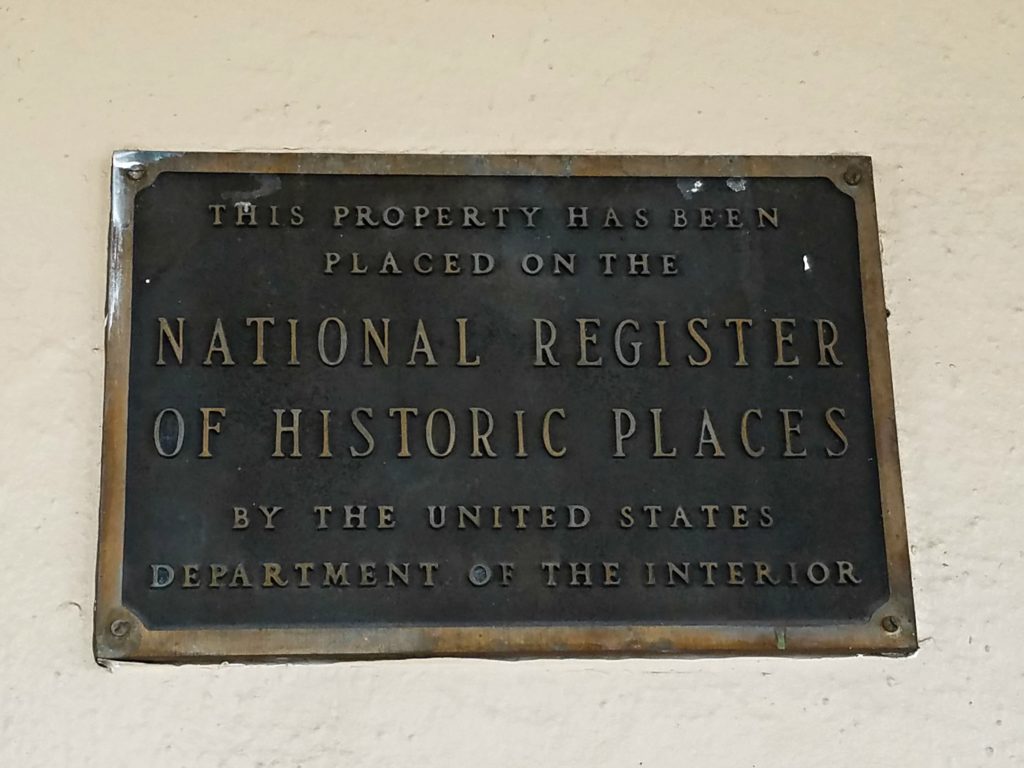 THIS PROPERTY HAS BEEN
PLACED ON THE
NATIONAL REGISTER
OF HISTORIC PLACES
BY THE UNITED STATES
DEPARTMENT OF THE INTERIOR